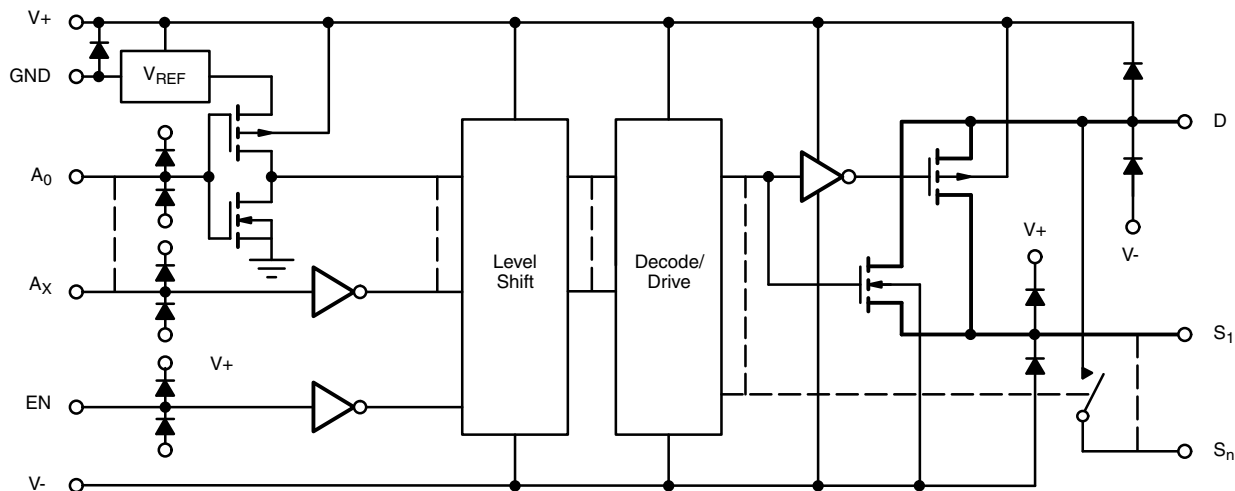 V+
GND
VREF
A0
AX
EN
V+
V-
Level
Shift
Decode/
Drive
D
V-
V+
S1
Sn